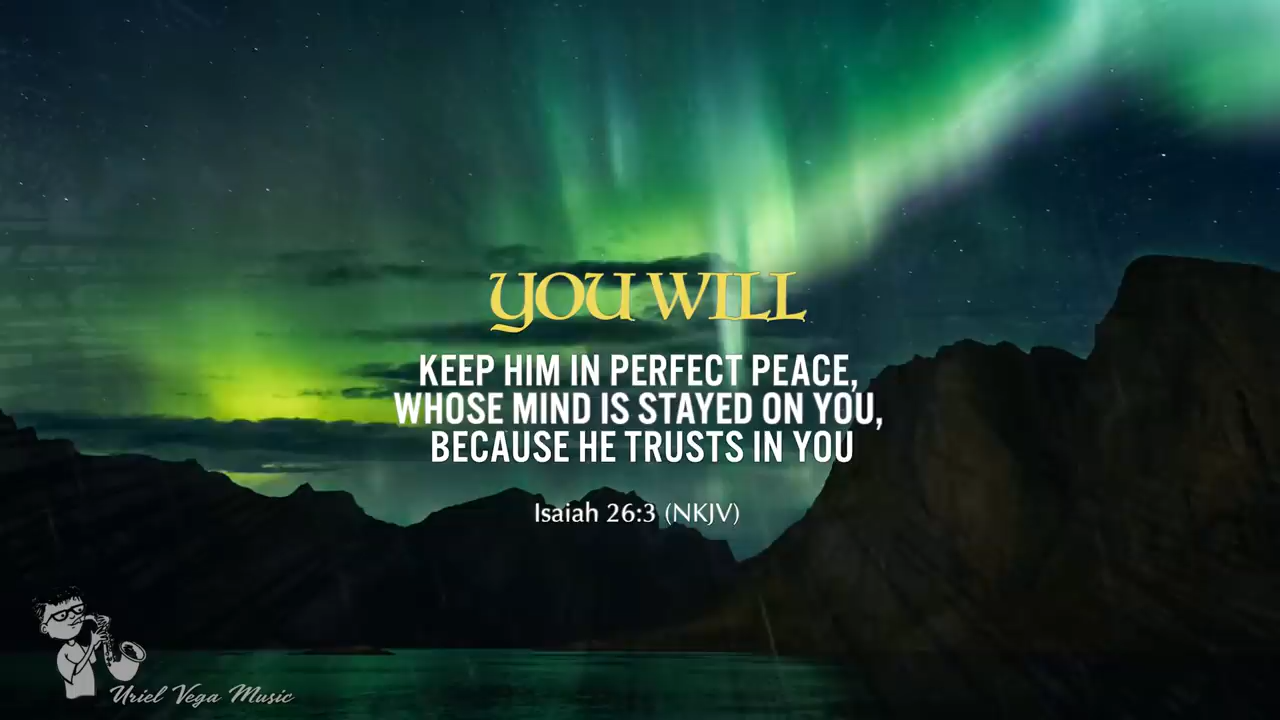 YOU WILL
KEEP HIM IN PERFECT PEACE,
WHOSE MIND IS STAYED ON YOU,
BECAUSE HE TRUSTS IN YOU
Isaiah 26:3 (NKJV)
Uriel Vega Music